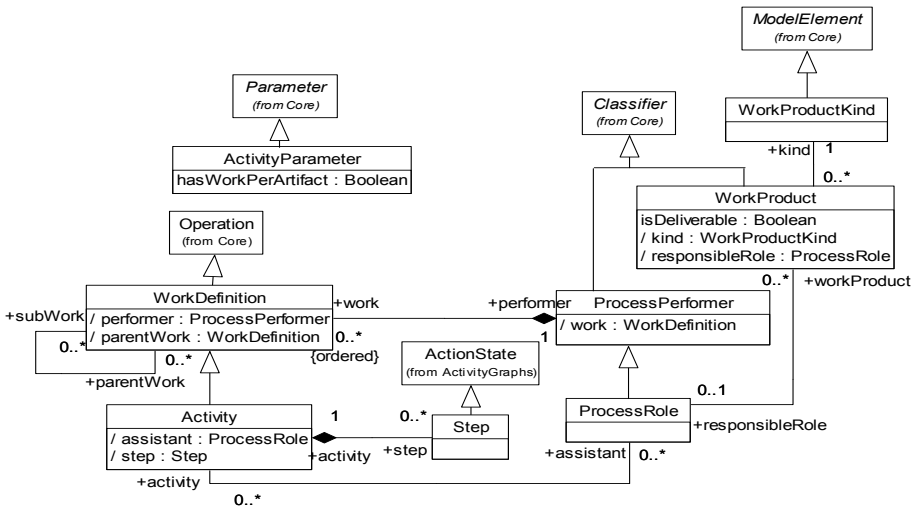 ModelElement
(from Core)
Parameter
(from Core)
Classifier
(from Core)
WorkProductKind
+kind
1
0..*
ActivityParameter
hasWorkPerArtifact : Boolean
WorkProduct
isDeliverable : Boolean
/ kind : WorkProductKind
/ responsibleRole : ProcessRole
0..*
+workProduct
Operation
(from Core)
WorkDefinition
/ performer : ProcessPerformer
/ parentWork : WorkDefinition
+subWork
0..*
0..*
+parentWork
+work
0..*
{ordered}
+performer
1
ProcessPerformer
/ work : WorkDefinition
ActionState
(from ActivityGraphs)
Activity
/ assistant : ProcessRole
/ step : Step
1
+activity
0..*
+step
Step
ProcessRole
0..1
+responsibleRole
+assistant
0..*
+activity
0..*